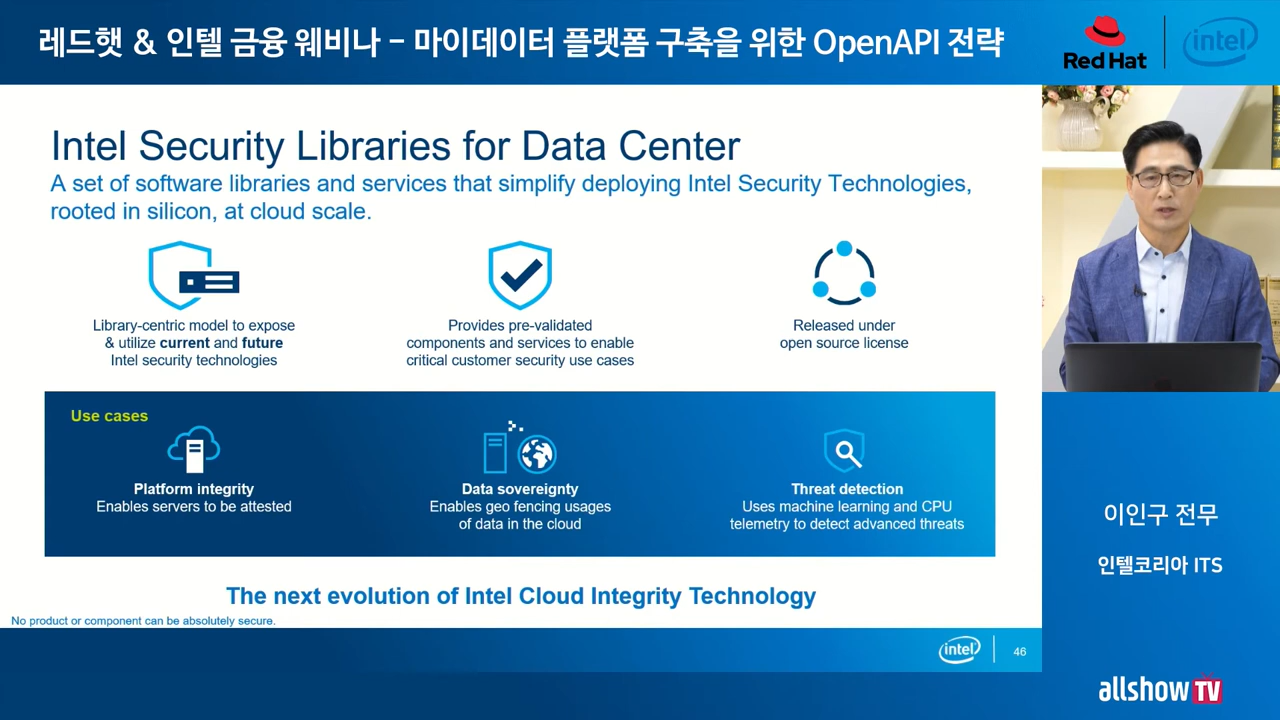 레드햇 & 인텔 금융 웨비나 - 마이데이터 플랫폼 구축을 위한 OpenAPI 전략
Red Hat
intel
Intel Security Libraries for Data Center
A set of software libraries and services that simplify deploying Intel Security Technologies,
rooted in silicon, at cloud scale.
Library-centric model to expose
& utilize current and future
Intel security technologies
Provides pre-validated
components and services to enable
critical customer security use cases
Released under
open source license
Use cases
Platform integrity
Enables servers to be attested
Data sovereignty
Enables geo fencing usages
of data in the cloud
Threat detection
Uses machine learning and CPU
telemetry to detect advanced threats
The next evolution of Intel Cloud Integrity Technology
No product or component can be absolutely secure.
intel
46
이인구 전무
인텔코리아 ITS
allshow TV